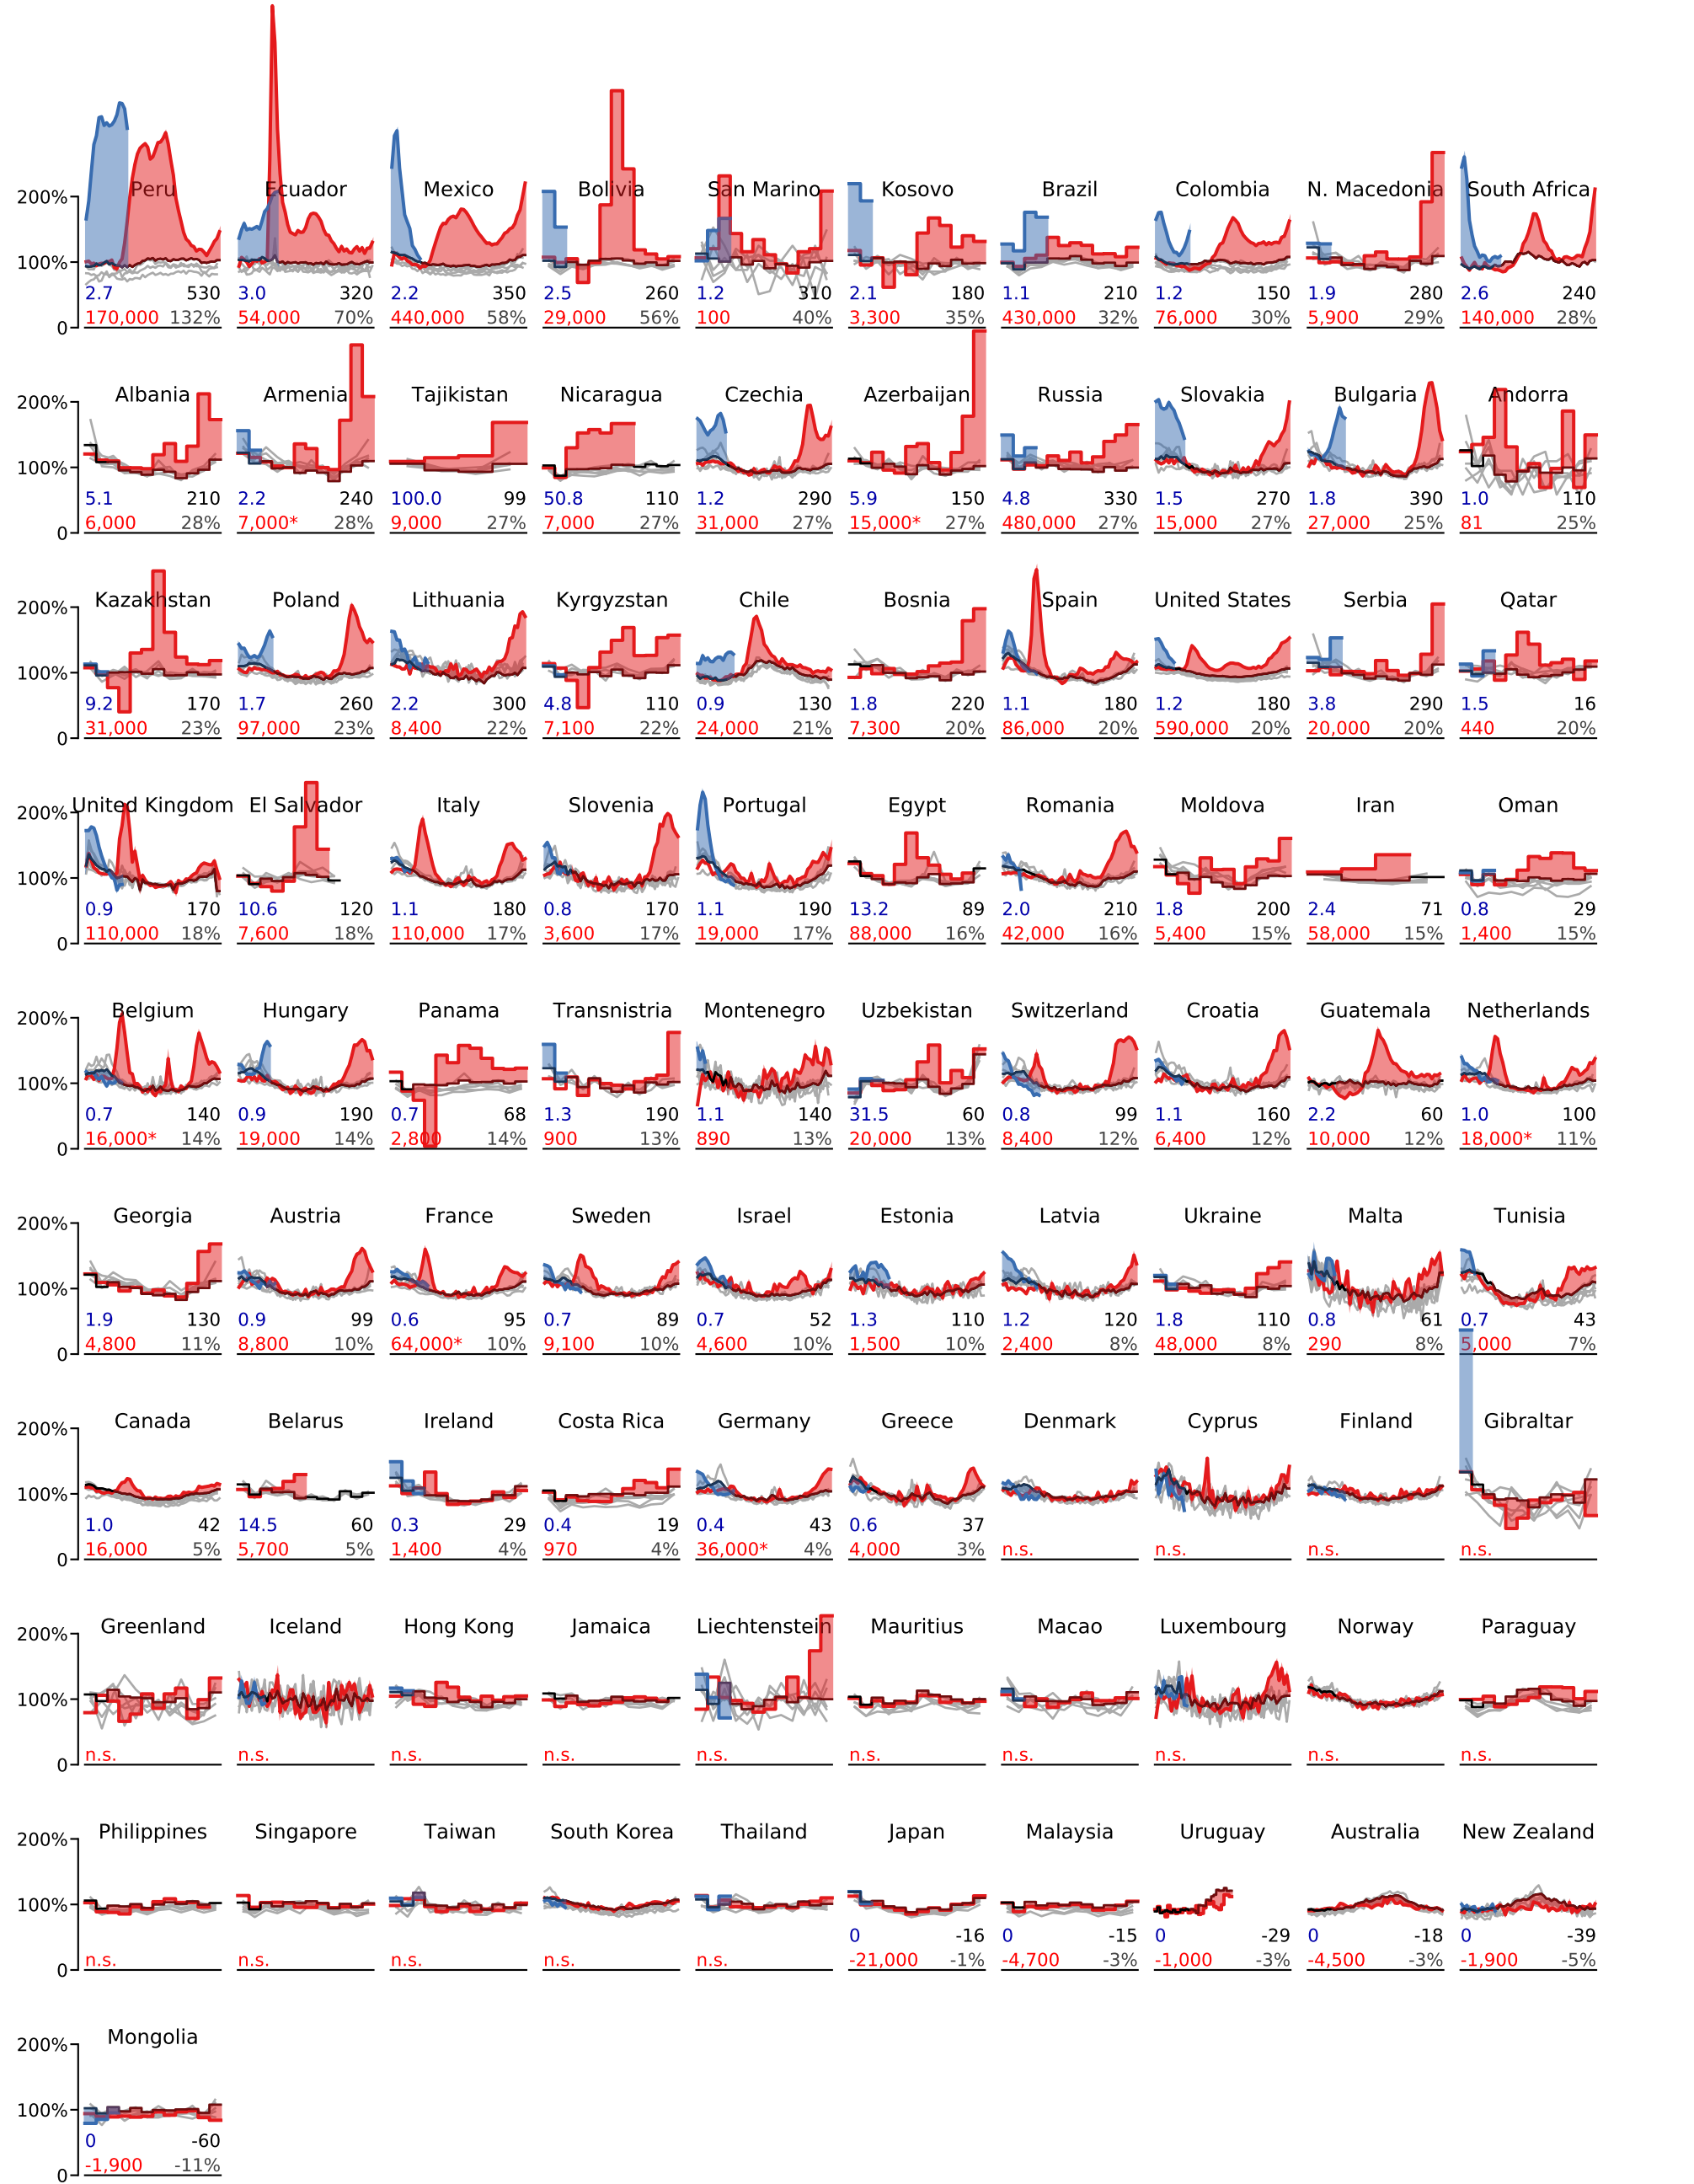 200% Peru Ecuador Mexico Bolivia San Marino Kosovo Brazil Colombia N. Macedonia South Africa
100%
2.7 530 3.0 320 2.2 350 2.5 260 1.2 310 2.1 180 1.1 210 1.2 150 1.9 280 2.6 240
0 170,000 132% 54,000 70% 440,000 58% 29,000 56% 100 40% 3,300 35% 430,000 32% 76,000 30% 5,900 29% 140,000 28%
200% Albania Armenia Tajikistan Nicaragua Czechia Azerbaijan Russia Slovakia Bulgaria Andorra
100%
5.1 210 2.2 240 100.0 99 50.8 110 1.2 290 5.9 150 4.8 330 1.5 270 1.8 390 1.0 110
0 6,000 28% 7,000* 28% 9,000 27% 7,000 27% 31,000 27% 15,000* 27% 480,000 27% 15,000 27% 27,000 25% 81 25%
200% Kazakhstan Poland Lithuania Kyrgyzstan Chile Bosnia Spain United States Serbia Qatar
100%
9.2 170 1.7 260 2.2 300 4.8 110 0.9 130 1.8 220 1.1 180 1.2 180 3.8 290 1.5 16
0 31,000 23% 97,000 23% 8,400 22% 7,100 22% 24,000 21% 7,300 20% 86,000 20% 590,000 20% 20,000 20% 440 20%
200% United Kingdom El Salvador Italy Slovenia Portugal Egypt Romania Moldova Iran Oman
100%
0.9 170 10.6 120 1.1 180 0.8 170 1.1 190 13.2 89 2.0 210 1.8 200 2.4 71 0.8 29
0 110,000 18% 7,600 18% 110,000 17% 3,600 17% 19,000 17% 88,000 16% 42,000 16% 5,400 15% 58,000 15% 1,400 15%
200% Belgium Hungary Panama Transnistria Montenegro Uzbekistan Switzerland Croatia Guatemala Netherlands
100%
0.7 140 0.9 190 0.7 68 1.3 190 1.1 140 31.5 60 0.8 99 1.1 160 2.2 60 1.0 100
0 16,000* 14% 19,000 14% 2,800 14% 900 13% 890 13% 20,000 13% 8,400 12% 6,400 12% 10,000 12% 18,000* 11%
200% Georgia Austria France Sweden Israel Estonia Latvia Ukraine Malta Tunisia
100%
1.9 130 0.9 99 0.6 95 0.7 89 0.7 52 1.3 110 1.2 120 1.8 110 0.8 61 0.7 43
0 4,800 11% 8,800 10% 64,000* 10% 9,100 10% 4,600 10% 1,500 10% 2,400 8% 48,000 8% 290 8% 5,000 7%
200% Canada Belarus Ireland Costa Rica Germany Greece Denmark Cyprus Finland Gibraltar
100%
1.0 42 14.5 60 0.3 29 0.4 19 0.4 43 0.6 37
0 16,000 5% 5,700 5% 1,400 4% 970 4% 36,000* 4% 4,000 3% n.s. n.s. n.s. n.s.
200% Greenland Iceland Hong Kong Jamaica Liechtenstein Mauritius Macao Luxembourg Norway Paraguay
100%
0 n.s. n.s. n.s. n.s. n.s. n.s. n.s. n.s. n.s. n.s.
200% Philippines Singapore Taiwan South Korea Thailand Japan Malaysia Uruguay Australia New Zealand
100%
0 -16 0 -15 0 -29 0 -18 0 -39
0 n.s. n.s. n.s. n.s. n.s. -21,000 -1% -4,700 -3% -1,000 -3% -4,500 -3% -1,900 -5%
200% Mongolia
100%
0 -60
0 -1,900 -11%